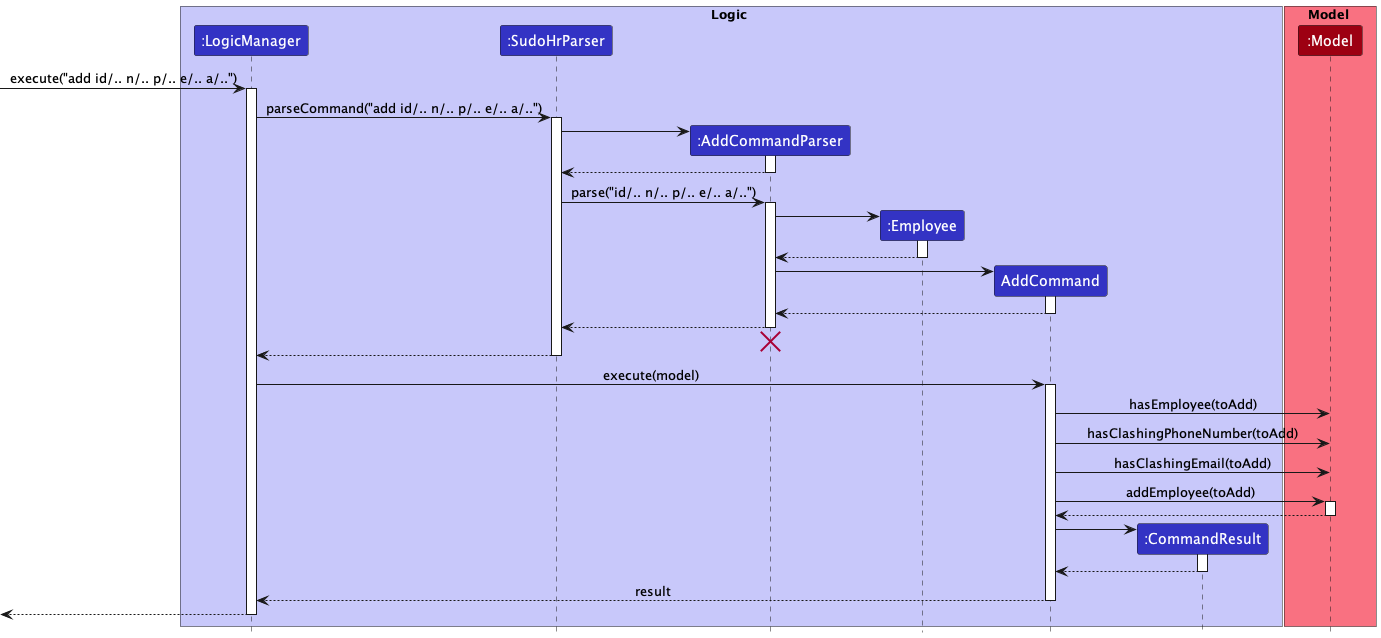 Logic
Model
:LogicManager
:SudoHrParser
:Model
execute("add id/.. n/.. p/.. e/.. a/..")
parseCommand("add id/.. n/.. p/.. e/.. a/..")
:AddCommandParser
parse("id/.. n/.. p/.. e/.. a/..")
:Employee
AddCommand
execute(model)
hasEmployee(toAdd)
hasClashingPhoneNumber(toAdd)
hasClashingEmail(toAdd)
addEmployee(toAdd)
:CommandResult
result